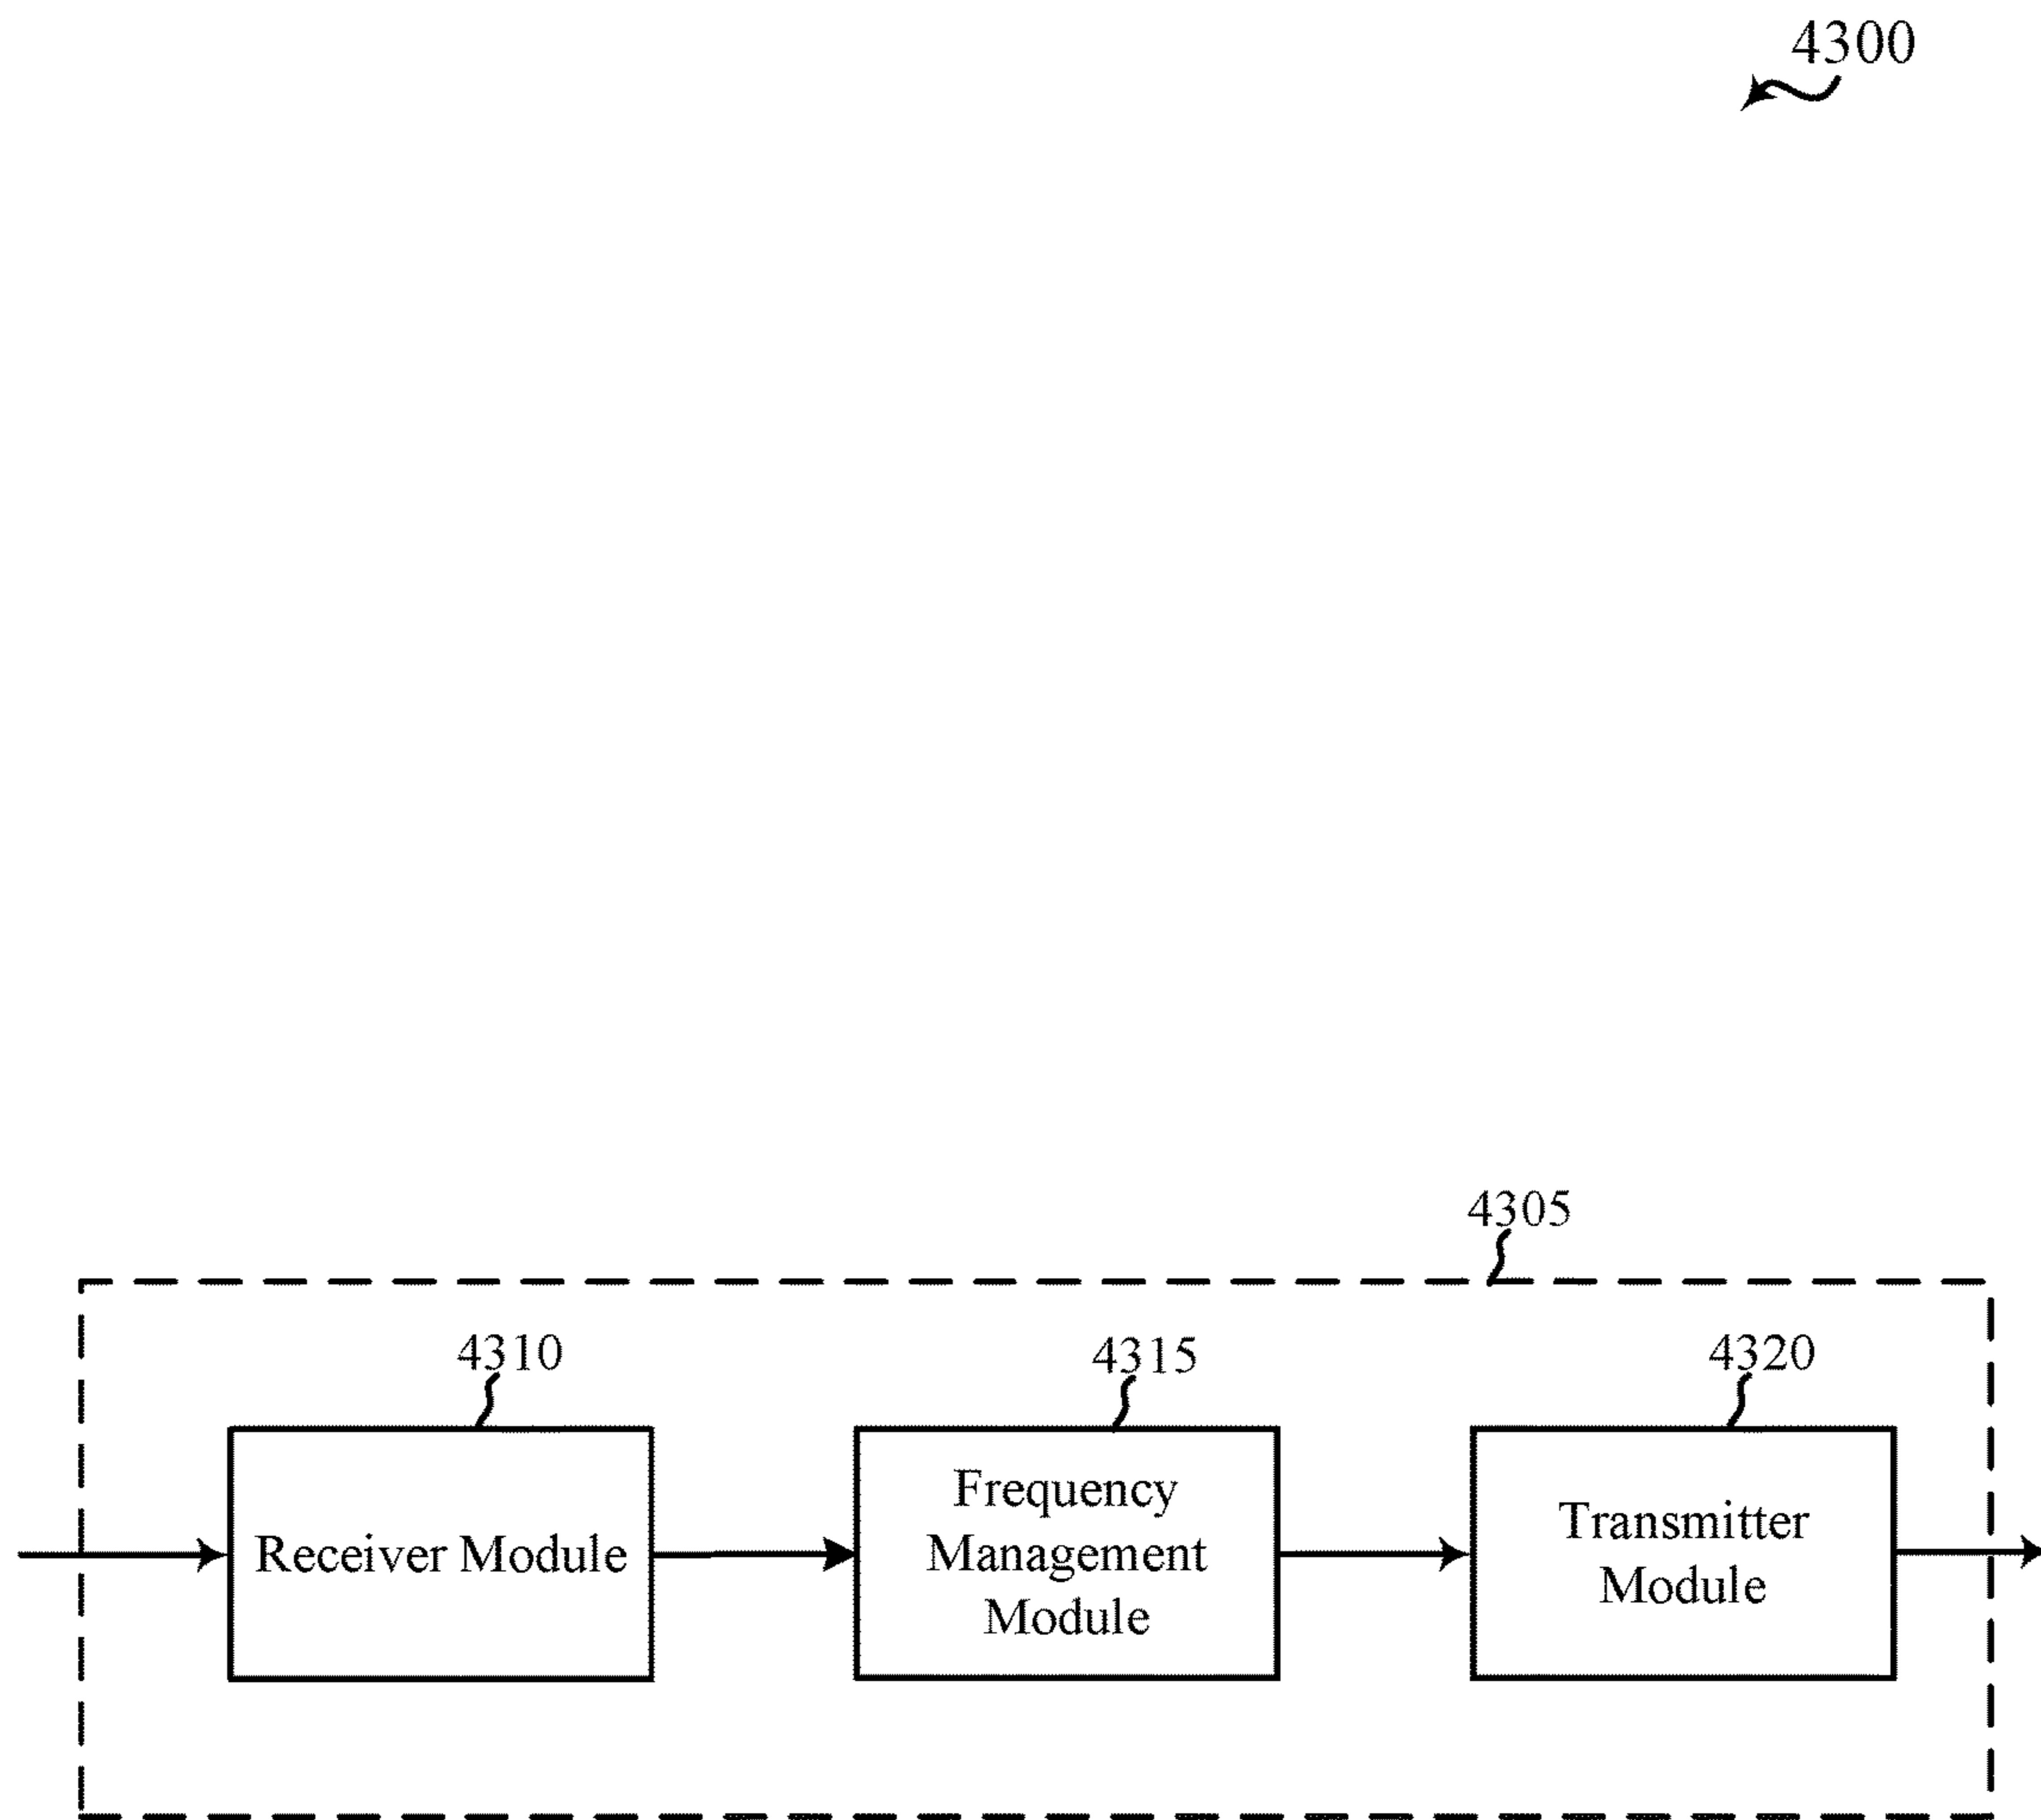 4300
4305
4310
4315
4320
Receiver Module
Frequency
Management
Module
Transmitter
Module